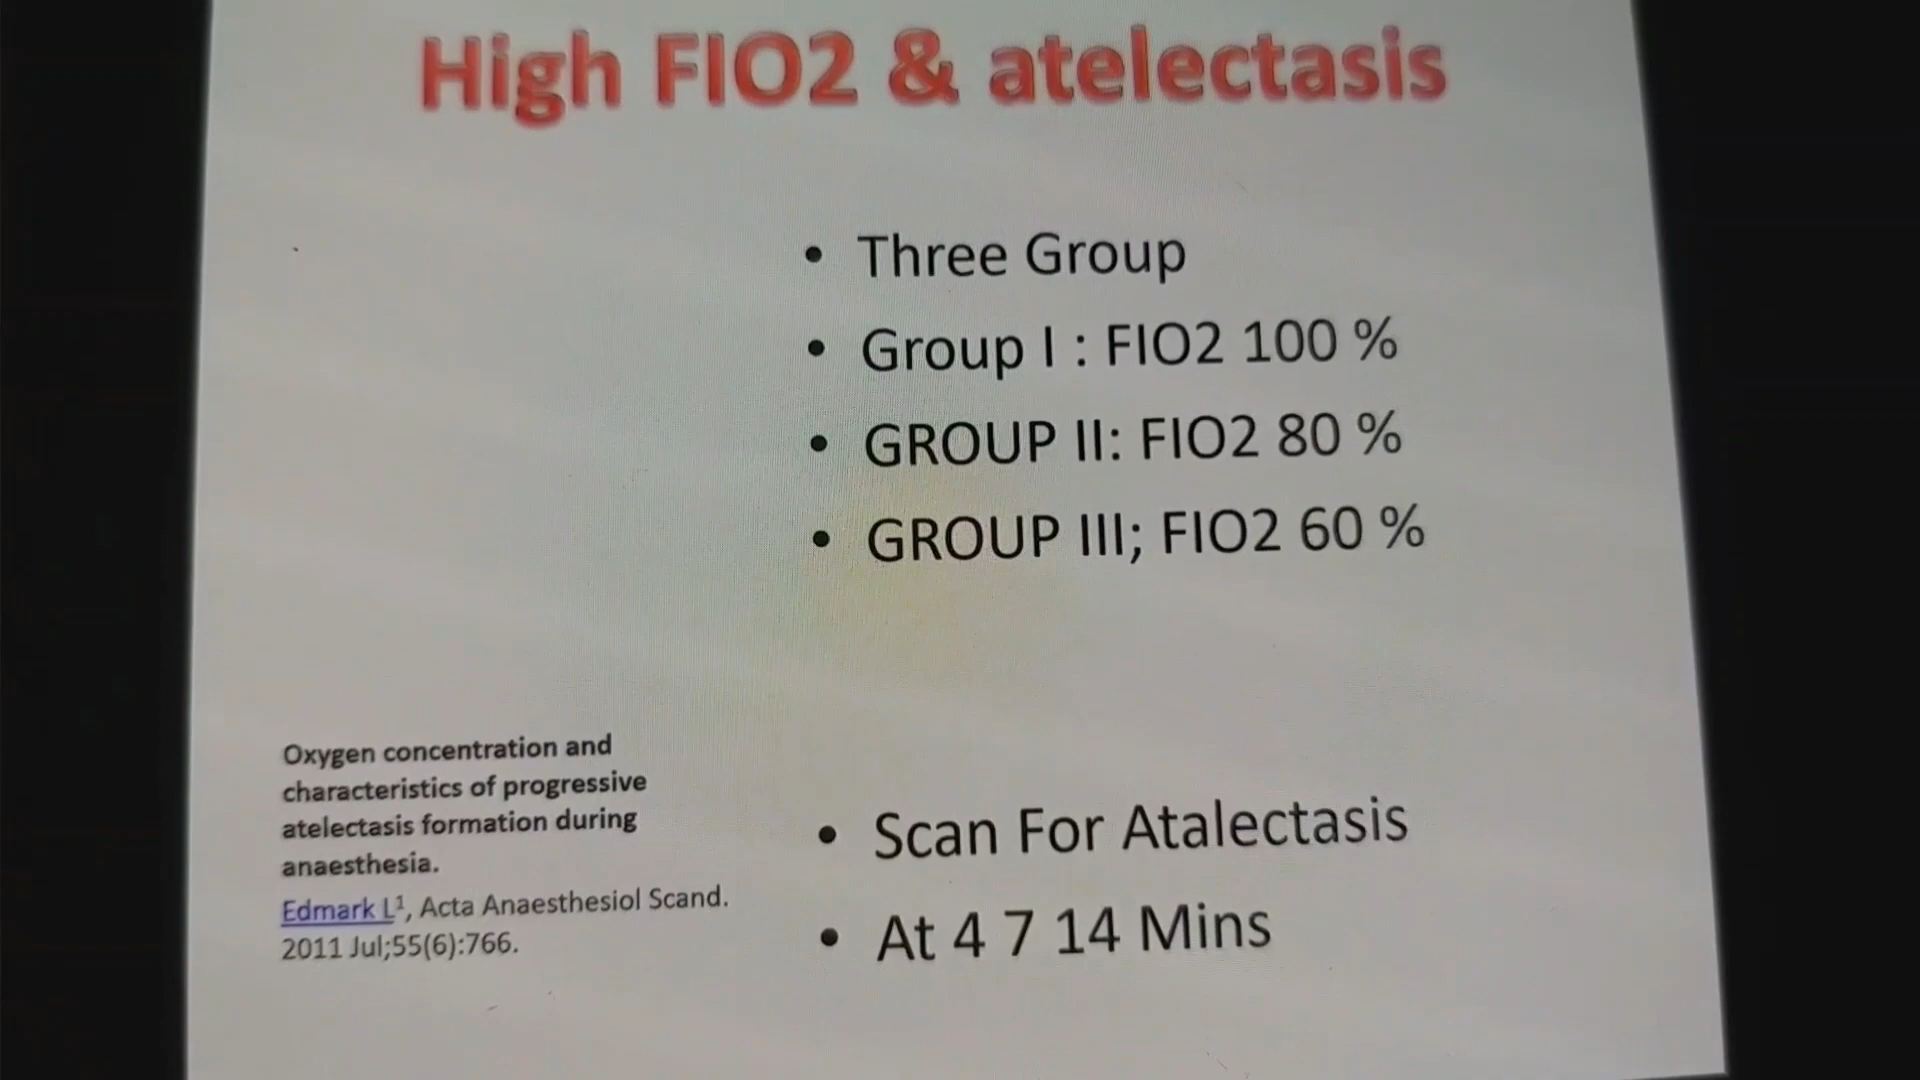 High FIO2 & atelectasis
• Three Group
• Group I : FIO2 100 %
• GROUP II: FIO2 80 %
• GROUP III; FIO2 60 %
Oxygen concentration and
characteristics of progressive
atelectasis formation during
anaesthesia.
Edmark L1, Acta Anaesthesiol Scand.
2011 Jul;55(6):766.
• Scan For Atalectasis
• At 4 7 14 Mins